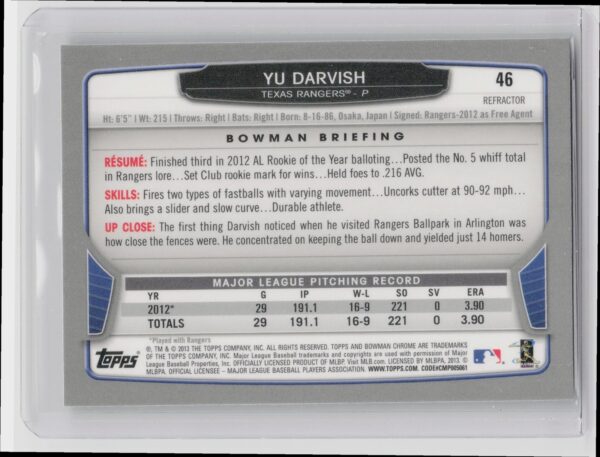 YU DARVISH
TEXAS RANGERS® - P
46
REFRACTOR
Ht: 6'5" | Wt: 215 | Throws: Right | Bats: Right | Born: 8-16-86, Osaka, Japan | Signed: Rangers-2012 as Free Agent
BOWMAN BRIEFING
RÉSUMÉ: Finished third in 2012 AL Rookie of the Year balloting...Posted the No. 5 whiff total
in Rangers lore...Set Club rookie mark for wins...Held foes to .216 AVG.
SKILLS: Fires two types of fastballs with varying movement...Uncorks cutter at 90-92 mph...
Also brings a slider and slow curve...Durable athlete.
UP CLOSE: The first thing Darvish noticed when he visited Rangers Ballpark in Arlington was
how close the fences were. He concentrated on keeping the ball down and yielded just 14 homers.
MAJOR LEAGUE PITCHING RECORD
YR G IP W-L SO SV ERA
2012* 29 191.1 16-9 221 0 3.90
TOTALS 29 191.1 16-9 221 0 3.90
*Played with Rangers
Topps
®, TM & © 2013 THE TOPPS COMPANY, INC. ALL RIGHTS RESERVED. TOPPS AND BOWMAN CHROME ARE TRADEMARKS
OF THE TOPPS COMPANY, INC. Major League Baseball trademarks and copyrights are used with permission of Major
League Baseball Properties, Inc. OFFICIALLY LICENSED PRODUCT OF MLBP. Visit MLB.com. LICENSED BY MLBPA, 2013. ©
MLBPA. OFFICIAL LICENSEE – MAJOR LEAGUE BASEBALL PLAYERS ASSOCIATION. WWW.TOPPS.COM. CODE#CMP005061